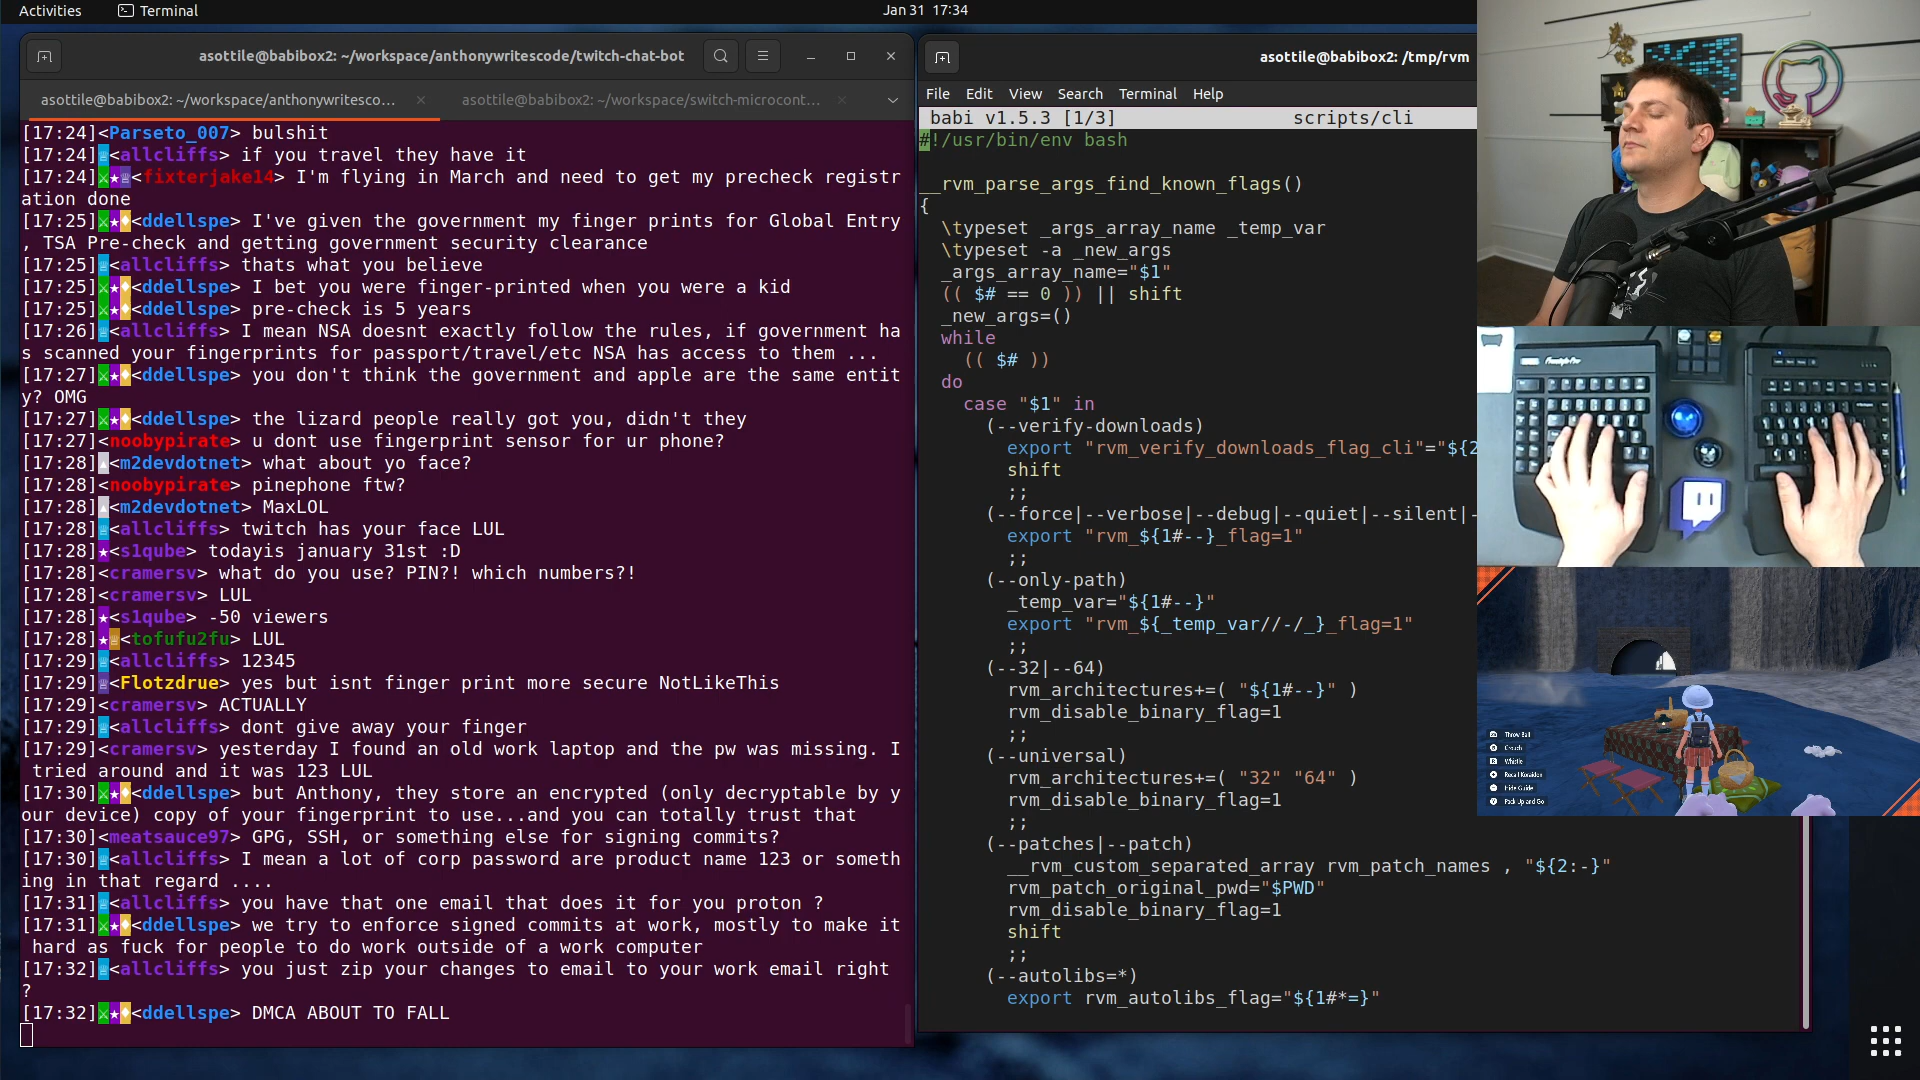 Activities
Terminal
Jan 31 17:34
asottile@babibox2: ~/workspace/anthonywritescode/twitch-chat-bot
asottile@babibox2: ~/workspace/anthonywritesco…
asottile@babibox2: ~/workspace/switch-microcont…
[17:24]<Parseto_007> bulshit
[17:24]<allcliffs> if you travel they have it
[17:24]<fixterjake14> I'm flying in March and need to get my precheck registr
ation done
[17:25]<ddellspe> I've given the government my finger prints for Global Entry
, TSA Pre-check and getting government security clearance
[17:25]<allcliffs> thats what you believe
[17:25]<ddellspe> I bet you were finger-printed when you were a kid
[17:25]<ddellspe> pre-check is 5 years
[17:26]<allcliffs> I mean NSA doesnt exactly follow the rules, if government ha
s scanned your fingerprints for passport/travel/etc NSA has access to them ...
[17:27]<ddellspe> you don't think the government and apple are the same entit
y? OMG
[17:27]<ddellspe> the lizard people really got you, didn't they
[17:27]<noobypirate> u dont use fingerprint sensor for ur phone?
[17:28]<m2devdotnet> what about yo face?
[17:28]<noobypirate> pinephone ftw?
[17:28]<m2devdotnet> MaxLOL
[17:28]<allcliffs> twitch has your face LUL
[17:28]<s1qube> todayis january 31st :D
[17:28]<cramersv> what do you use? PIN?! which numbers?!
[17:28]<cramersv> LUL
[17:28]<s1qube> -50 viewers
[17:28]<tofufu2fu> LUL
[17:29]<allcliffs> 12345
[17:29]<Flotzdrue> yes but isnt finger print more secure NotLikeThis
[17:29]<cramersv> ACTUALLY
[17:29]<allcliffs> dont give away your finger
[17:29]<cramersv> yesterday I found an old work laptop and the pw was missing. I
tried around and it was 123 LUL
[17:30]<ddellspe> but Anthony, they store an encrypted (only decryptable by y
our device) copy of your fingerprint to use...and you can totally trust that
[17:30]<meatsauce97> GPG, SSH, or something else for signing commits?
[17:30]<allcliffs> I mean a lot of corp password are product name 123 or someth
ing in that regard ....
[17:31]<allcliffs> you have that one email that does it for you proton ?
[17:31]<ddellspe> we try to enforce signed commits at work, mostly to make it
hard as fuck for people to do work outside of a work computer
[17:32]<allcliffs> you just zip your changes to email to your work email right
?
[17:32]<ddellspe> DMCA ABOUT TO FALL
asottile@babibox2: /tmp/rvm
File Edit View Search Terminal Help
babi v1.5.3 [1/3] scripts/cli
#!/usr/bin/env bash
__rvm_parse_args_find_known_flags()
{
\typeset _args_array_name _temp_var
\typeset -a _new_args
_args_array_name="$1"
(( $# == 0 )) || shift
_new_args=()
while
(( $# ))
do
case "$1" in
(--verify-downloads)
export "rvm_verify_downloads_flag_cli"="${2
shift
;;
(--force|--verbose|--debug|--quiet|--silent|-
export "rvm_${1#--}_flag=1"
;;
(--only-path)
_temp_var="${1#--}"
export "rvm_${_temp_var//-/_}_flag=1"
;;
(--32|--64)
rvm_architectures+=( "${1#--}" )
rvm_disable_binary_flag=1
;;
(--universal)
rvm_architectures+=( "32" "64" )
rvm_disable_binary_flag=1
;;
(--patches|--patch)
__rvm_custom_separated_array rvm_patch_names , "${2:-}"
rvm_patch_original_pwd="$PWD"
rvm_disable_binary_flag=1
shift
;;
(--autolibs=*)
export rvm_autolibs_flag="${1#*=}"
Throw Ball
Crouch
Whistle
Recall Koraidon
Hide Guide
Pack Up and Go